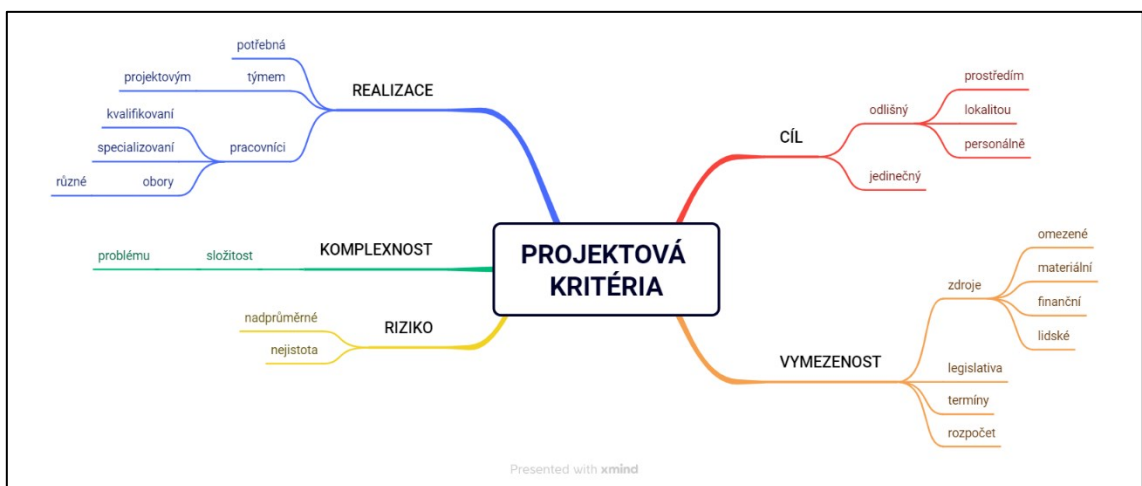 PROJEKTOVÁ
KRITÉRIA
REALIZACE
potřebná
projektovým týmem
kvalifikovaní
specializovaní
pracovníci
různé obory
KOMPLEXNOST
problému složitost
RIZIKO
nadprůměrné
nejistota
CÍL
odlišný
prostředím
lokalitou
personálně
jedinečný
VYMEZENOST
zdroje
omezené
materiální
finanční
lidské
legislativa
termíny
rozpočet
Presented with xmind